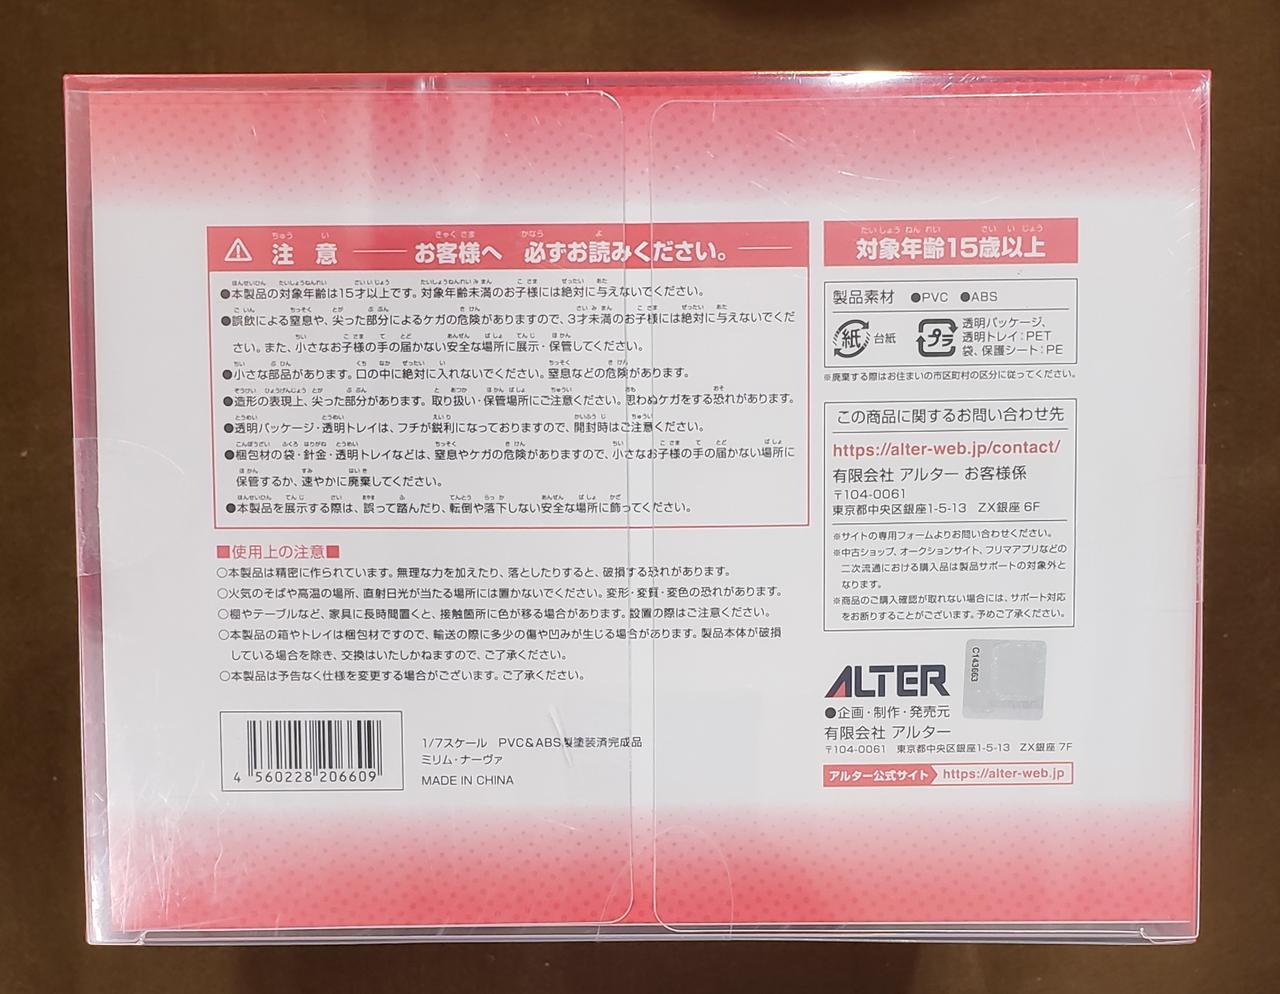 注意 お客様へ 必ずお読みください。
●本製品の対象年齢は15才以上です。対象年齢未満のお子様には絶対に与えないでください。
●誤飲による窒息や、尖った部分によるケガの危険がありますので、3才未満のお子様には絶対に与えないでくだ
さい。また、小さなお子様の手の届かない安全な場所に展示・保管してください。
●小さな部品があります。口の中に絶対に入れないでください。窒息などの危険があります。
●造形の表現上、尖った部分があります。取り扱い・保管場所にご注意ください。思わぬケガをする恐れがあります。
●透明パッケージ・透明トレイは、フチが鋭利になっておりますので、開封時はご注意ください。
●梱包材の袋・針金・透明トレイなどは、窒息やケガの危険がありますので、小さなお子様の手の届かない場所に
保管するか、速やかに廃棄してください。
●本製品を展示する際は、誤って踏んだり、転倒や落下しない安全な場所に飾ってください。
■使用上の注意■
○本製品は精密に作られています。無理な力を加えたり、落としたりすると、破損する恐れがあります。
○火気のそばや高温の場所、直射日光が当たる場所には置かないでください。変形・変質・変色の恐れがあります。
○棚やテーブルなど、家具に長時間置くと、接触箇所に色が移る場合があります。設置の際はご注意ください。
○本製品の箱やトレイは梱包材ですので、輸送の際に多少の傷や凹みが生じる場合があります。製品本体が破損
している場合を除き、交換はいたしかねますので、ご了承ください。
○本製品は予告なく仕様を変更する場合がございます。ご了承ください。
4 560228 206609
1/7スケール PVC&ABS製塗装済完成品
ミリム・ナーヴァ
MADE IN CHINA
対象年齢15歳以上
製品素材 ●PVC ●ABS
紙 台紙
プラ 透明パッケージ、
透明トレイ:PET
袋、保護シート:PE
※廃棄する際はお住まいの市区町村の区分に従ってください。
この商品に関するお問い合わせ先
https://alter-web.jp/contact/
有限会社 アルター お客様係
〒104-0061
東京都中央区銀座1-5-13 ZX銀座 6F
※サイトの専用フォームよりお問い合わせください。
※中古ショップ、オークションサイト、フリマアプリなどの
二次流通における購入品は製品サポートの対象外と
なります。
※商品のご購入確認が取れない場合には、サポート対応
をお断りすることがございます。予めご了承ください。
ALTER
C143663
●企画・制作・発売元
有限会社 アルター
〒104-0061 東京都中央区銀座1-5-13 ZX銀座 7F
アルター公式サイト https://alter-web.jp